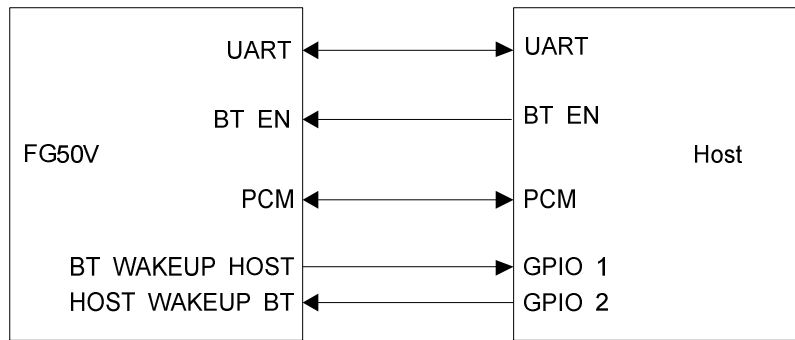 UART UART
BT EN BT EN
FG50V Host
PCM PCM
BT WAKEUP HOST GPIO 1
HOST WAKEUP BT GPIO 2